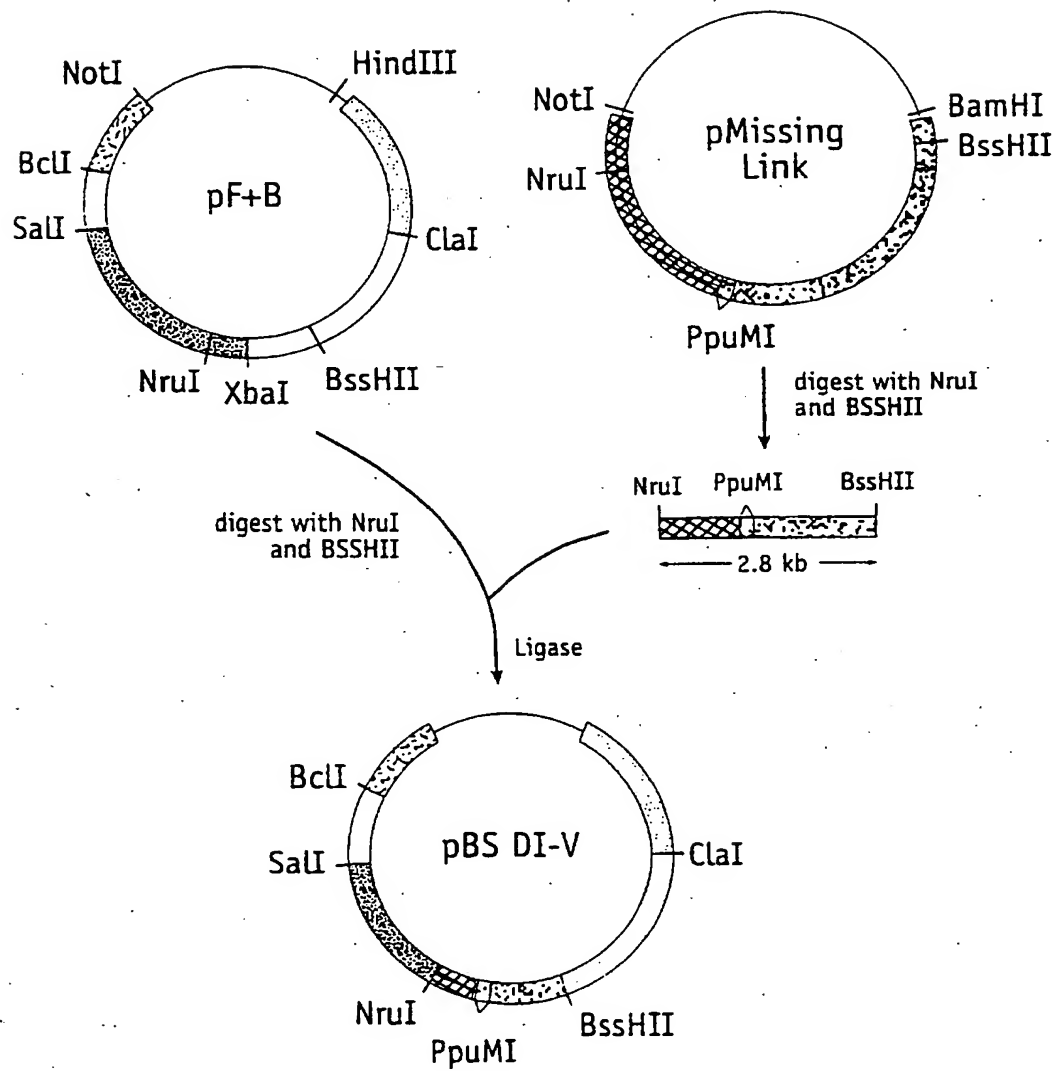 NotI
HindIII
BclI
pF+B
SalI
ClaI
NruI
XbaI
BssHII
NotI
BamHI
pMissing
Link
BssHII
NruI
PpuMI
digest with NruI
and BSSHII
NruI
PpuMI
BssHII
2.8 kb
digest with NruI
and BSSHII
Ligase
BclI
pBS DI-V
SalI
ClaI
NruI
PpuMI
BssHII